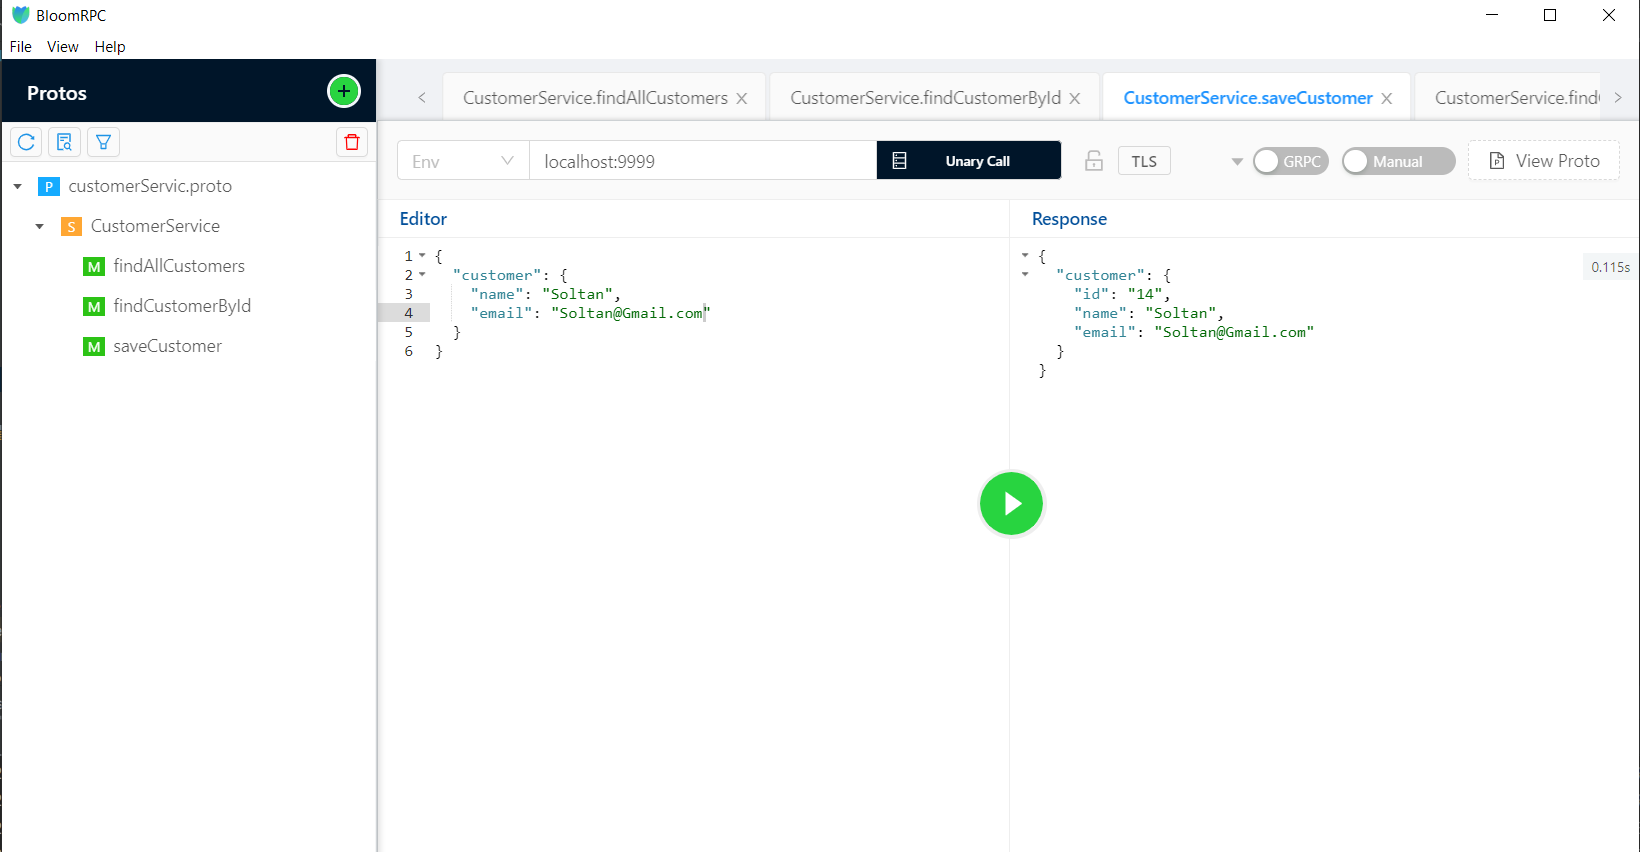 BloomRPC
File View Help
Protos
CustomerService.findAllCustomers
CustomerService.findCustomerById
CustomerService.saveCustomer
CustomerService.find
Env
localhost:9999
Unary Call
TLS
GRPC
Manual
View Proto
P customerServic.proto
S CustomerService
M findAllCustomers
M findCustomerById
M saveCustomer
Editor
1 {
2 "customer": {
3 "name": "Soltan",
4 "email": "Soltan@Gmail.com"
5 }
6 }
Response
0.115s
{
"customer": {
"id": "14",
"name": "Soltan",
"email": "Soltan@Gmail.com"
}
}